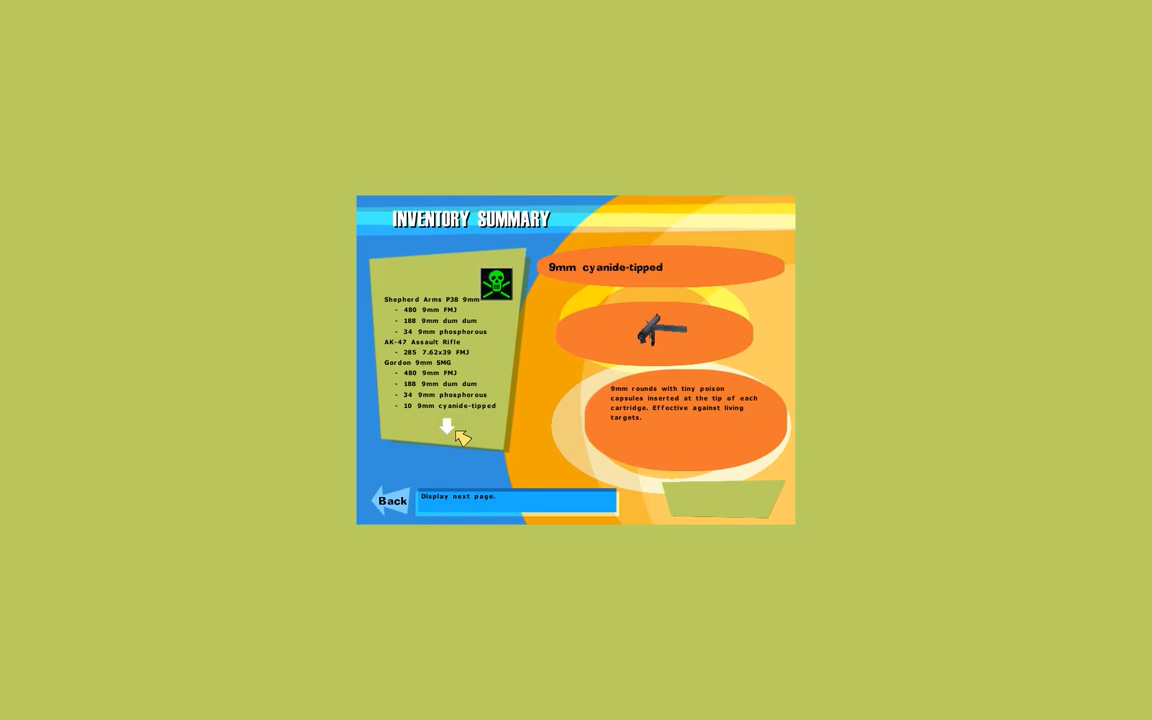 INVENTORY SUMMARY
9mm cyanide-tipped
Shepherd Arms P38 9mm
- 480 9mm FMJ
- 188 9mm dum dum
- 34 9mm phosphorous
AK-47 Assault Rifle
- 285 7.62x39 FMJ
Gordon 9mm SMG
- 480 9mm FMJ
- 188 9mm dum dum
- 34 9mm phosphorous
- 10 9mm cyanide-tipped
9mm rounds with tiny poison
capsules inserted at the tip of each
cartridge. Effective against living
targets.
Back
Display next page.